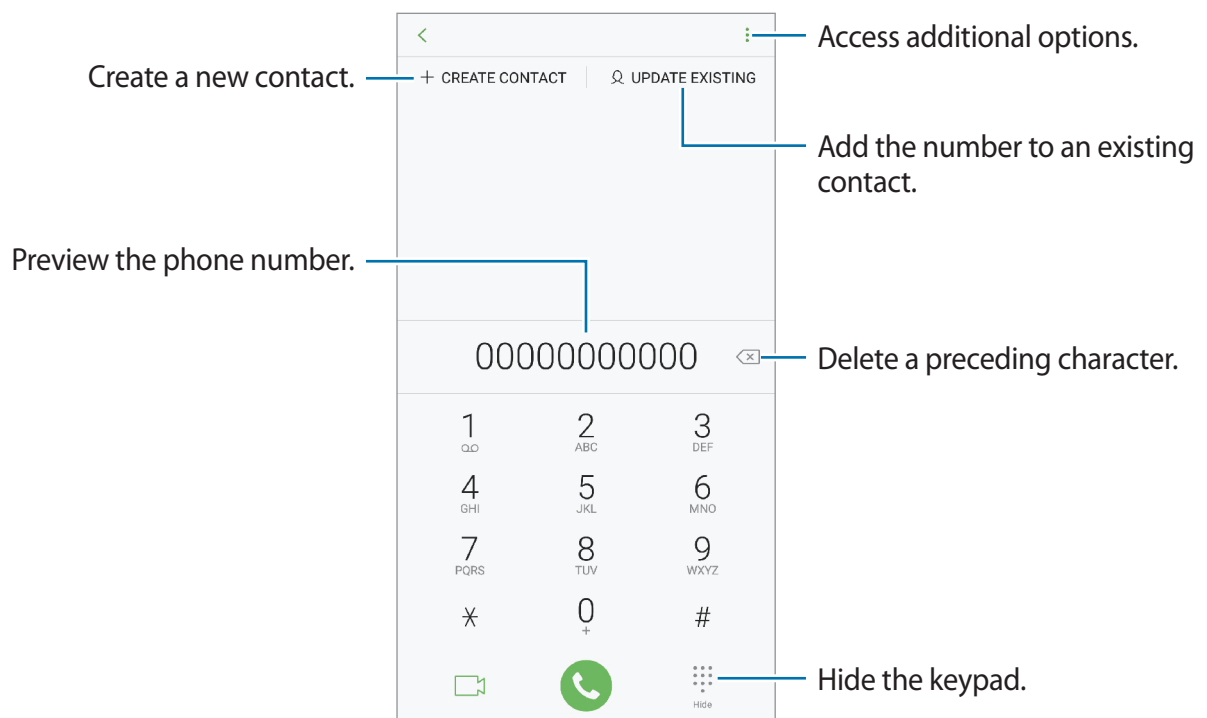 Access additional options.
Create a new contact.
+ CREATE CONTACT
UPDATE EXISTING
Add the number to an existing
contact.
Preview the phone number.
00000000000
Delete a preceding character.
1 2 3
ABC DEF
4 5 6
GHI JKL MNO
7 8 9
PQRS TUV WXYZ
* 0 #
+
Hide the keypad.
Hide